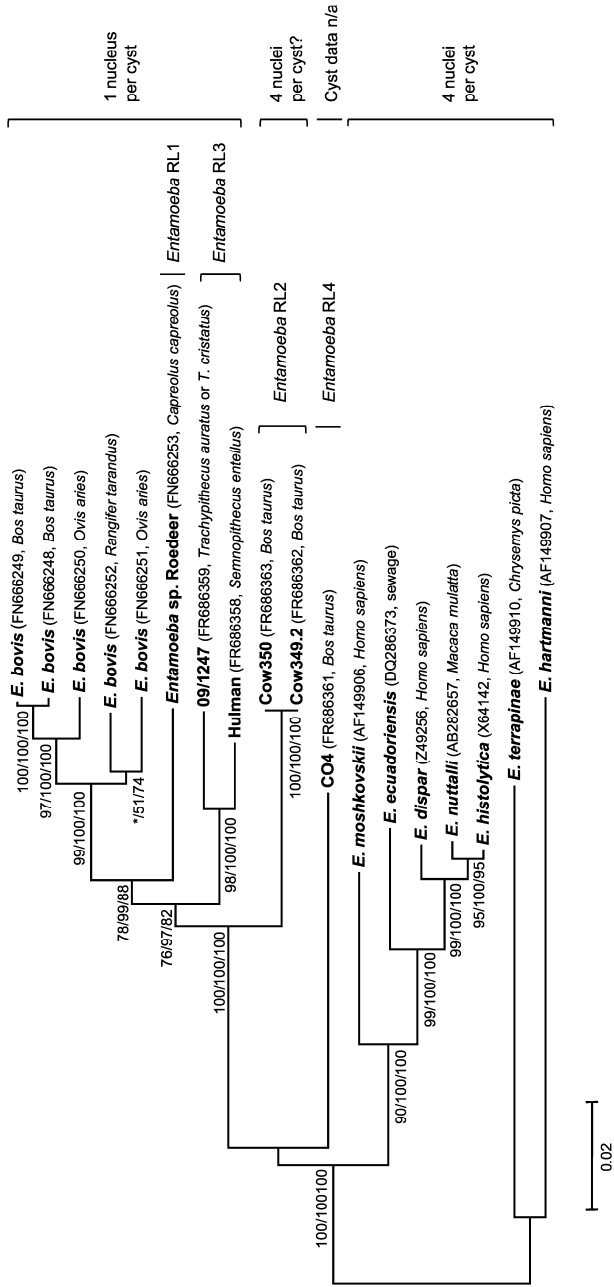 E. bovis (FN666249, Bos taurus)
E. bovis (FN666248, Bos taurus)
E. bovis (FN666250, Ovis aries)
E. bovis (FN666252, Rangifer tarandus)
E. bovis (FN666251, Ovis aries)
Entamoeba sp. Roedeer (FN666253, Capreolus capreolus)
09/1247 (FR686359, Trachypithecus auratus or T. cristatus)
Hulman (FR686358, Semnopithecus entellus)
Cow350 (FR686363, Bos taurus)
Cow349.2 (FR686362, Bos taurus)
CO4 (FR686361, Bos taurus)
E. moshkovskii (AF149906, Homo sapiens)
E. ecuadoriensis (DQ286373, sewage)
E. dispar (Z49256, Homo sapiens)
E. nuttalli (AB282657, Macaca mulatta)
E. histolytica (X64142, Homo sapiens)
E. terrapinae (AF149910, Chrysemys picta)
E. hartmanni (AF149907, Homo sapiens)
100/100/100
97/100/100
*/51/74
99/100/100
78/99/88
98/100/100
76/97/82
100/100/100
100/100/100
95/100/95
99/100/100
99/100/100
90/100/100
100/100100
Entamoeba RL1
Entamoeba RL3
Entamoeba RL2
Entamoeba RL4
1 nucleus
per cyst
4 nuclei
per cyst?
Cyst data n/a
4 nuclei
per cyst
0.02